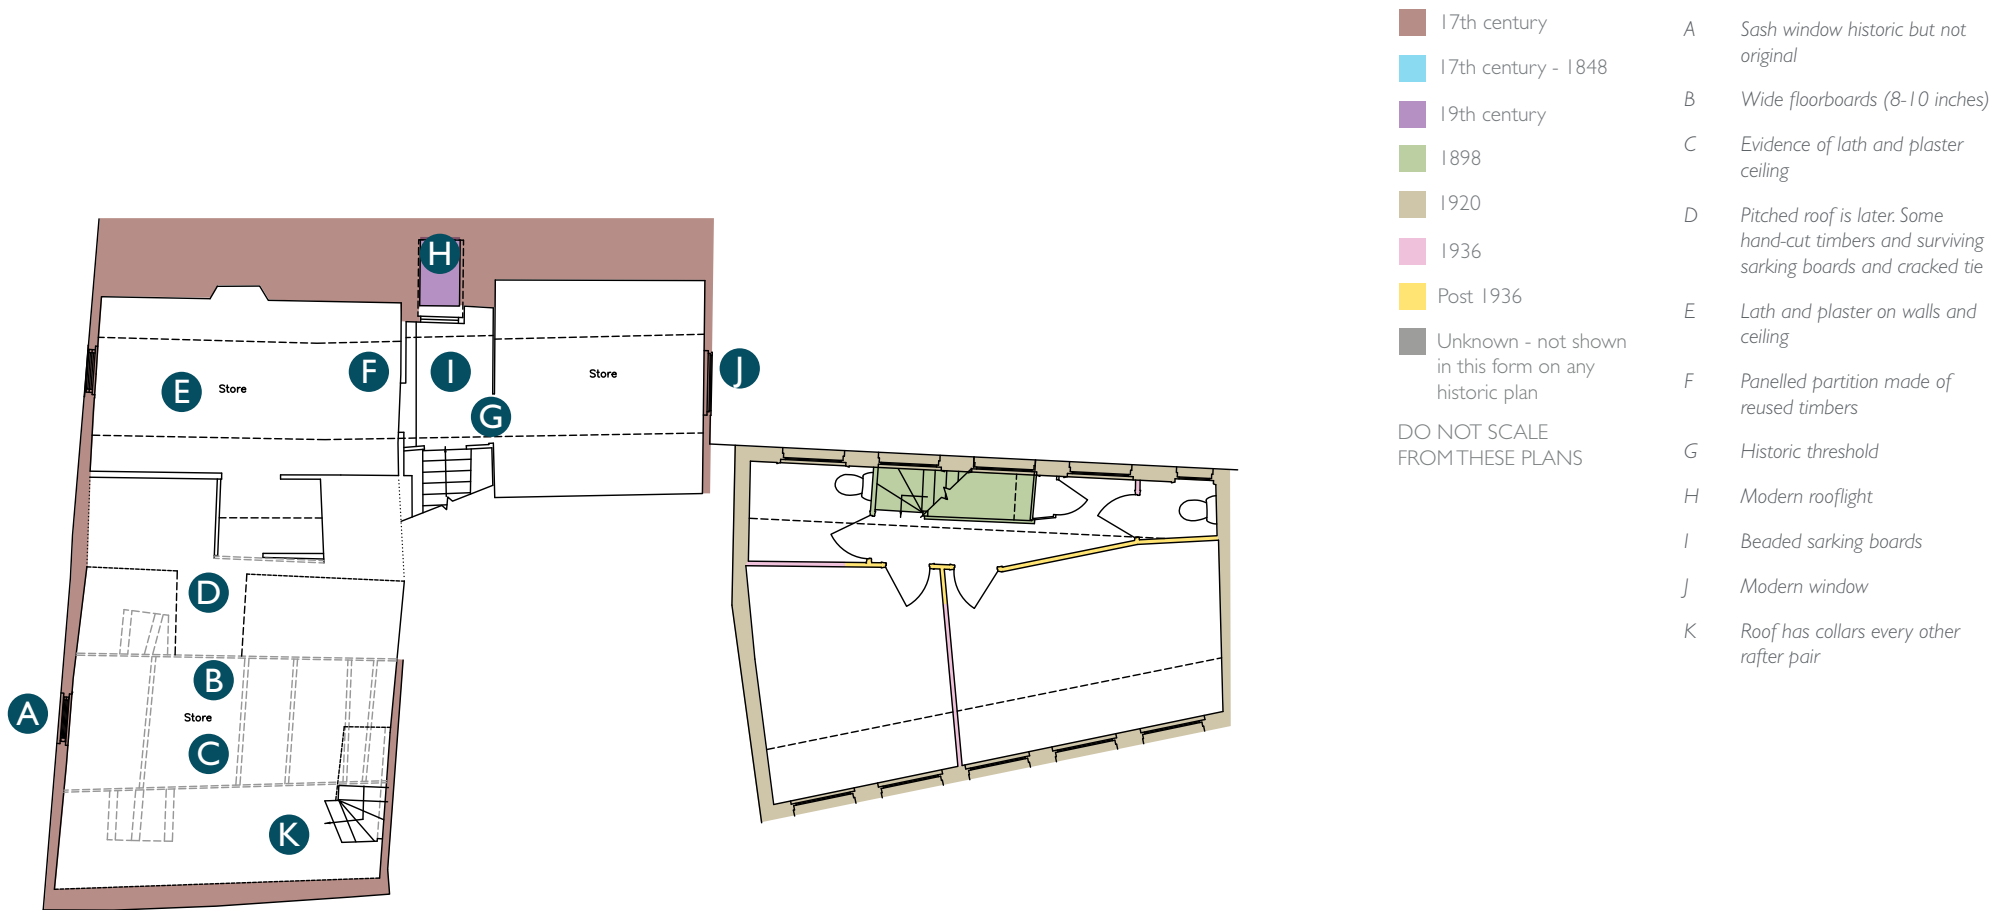 H
F
I
J
E
Store
Store
G
D
B
A
Store
C
K
17th century
17th century - 1848
19th century
1898
1920
1936
Post 1936
Unknown - not shown
in this form on any
historic plan
DO NOT SCALE
FROM THESE PLANS
A Sash window historic but not
original
B Wide floorboards (8-10 inches)
C Evidence of lath and plaster
ceiling
D Pitched roof is later. Some
hand-cut timbers and surviving
sarking boards and cracked tie
E Lath and plaster on walls and
ceiling
F Panelled partition made of
reused timbers
G Historic threshold
H Modern rooflight
I Beaded sarking boards
J Modern window
K Roof has collars every other
rafter pair